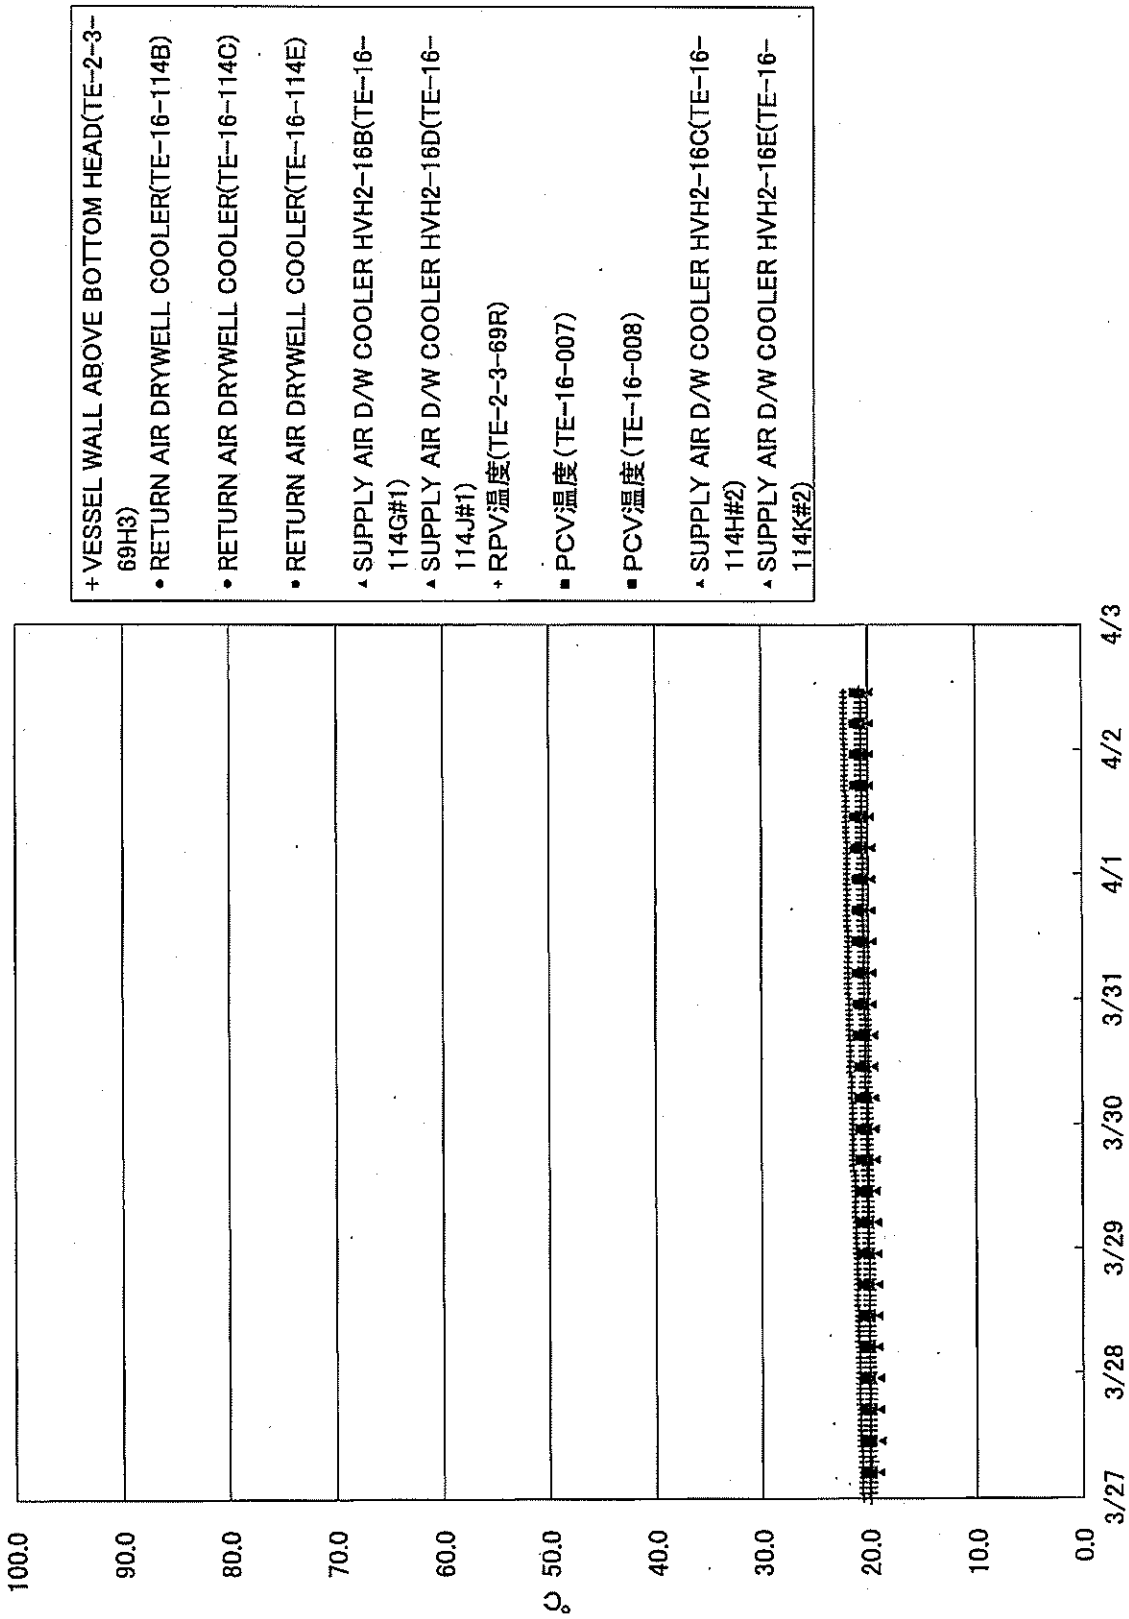 100.0
90.0
80.0
70.0
60.0
50.0
40.0
30.0
20.0
10.0
0.0
℃
3/27 3/28 3/29 3/30 3/31 4/1 4/2 4/3
+ VESSEL WALL ABOVE BOTTOM HEAD(TE-2-3-
69H3)
• RETURN AIR DRYWELL COOLER(TE-16-114B)
• RETURN AIR DRYWELL COOLER(TE-16-114C)
• RETURN AIR DRYWELL COOLER(TE-16-114E)
▲ SUPPLY AIR D/W COOLER HVH2-16B(TE-16-
114G#1)
▲ SUPPLY AIR D/W COOLER HVH2-16D(TE-16-
114J#1)
+ RPV温度(TE-2-3-69R)
■ PCV温度(TE-16-007)
■ PCV温度(TE-16-008)
▲ SUPPLY AIR D/W COOLER HVH2-16C(TE-16-
114H#2)
▲ SUPPLY AIR D/W COOLER HVH2-16E(TE-16-
114K#2)